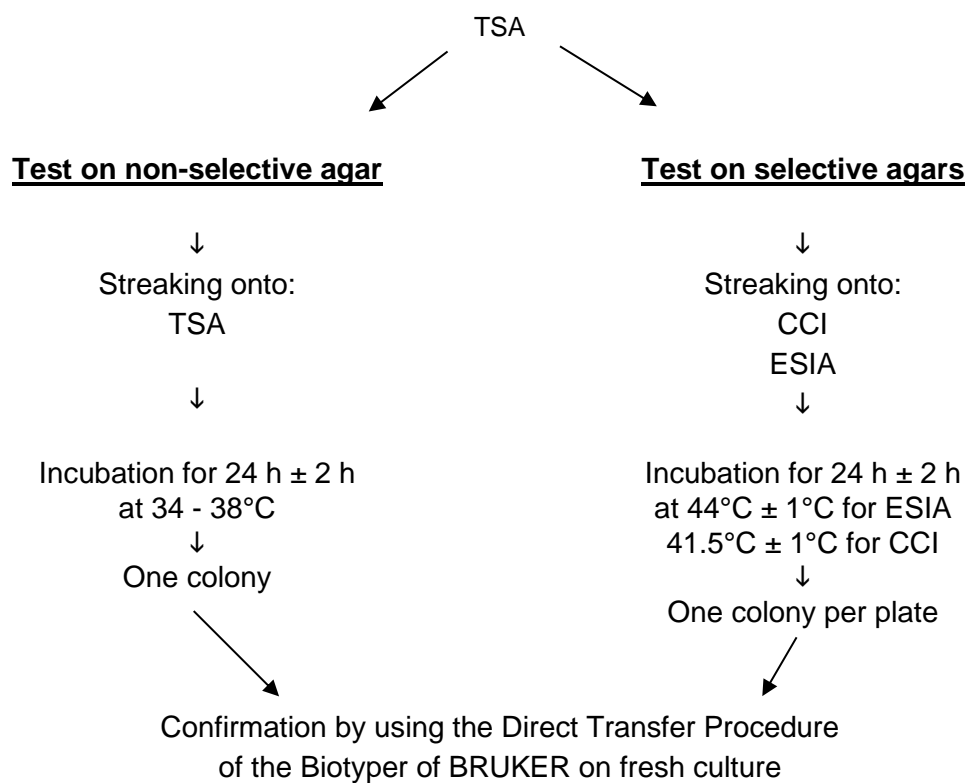 TSA
Test on non-selective agar
↓
Streaking onto:
TSA
↓
Incubation for 24 h ± 2 h
at 34 - 38°C
↓
One colony
Test on selective agars
↓
Streaking onto:
CCI
ESIA
↓
Incubation for 24 h ± 2 h
at 44°C ± 1°C for ESIA
41.5°C ± 1°C for CCI
↓
One colony per plate
Confirmation by using the Direct Transfer Procedure
of the Biotyper of BRUKER on fresh culture